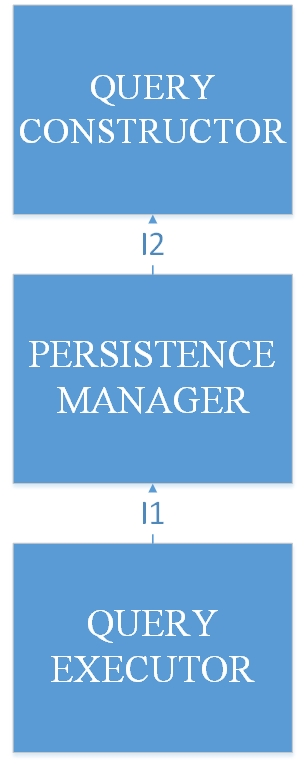 QUERY
CONSTRUCTOR
I2
PERSISTENCE
MANAGER
I1
QUERY
EXECUTOR